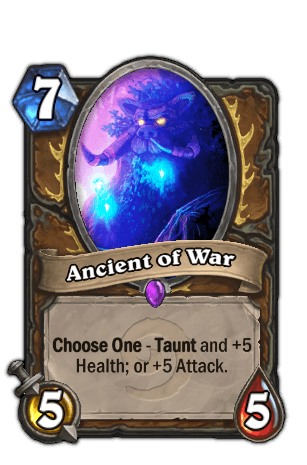 7
Ancient of War
Choose One - Taunt and +5
Health; or +5 Attack.
5 5